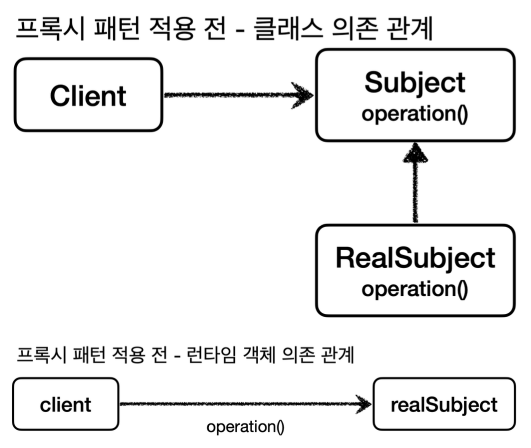 프록시 패턴 적용 전 - 클래스 의존 관계
Client
Subject
operation()
RealSubject
operation()
프록시 패턴 적용 전 - 런타임 객체 의존 관계
client
operation()
realSubject